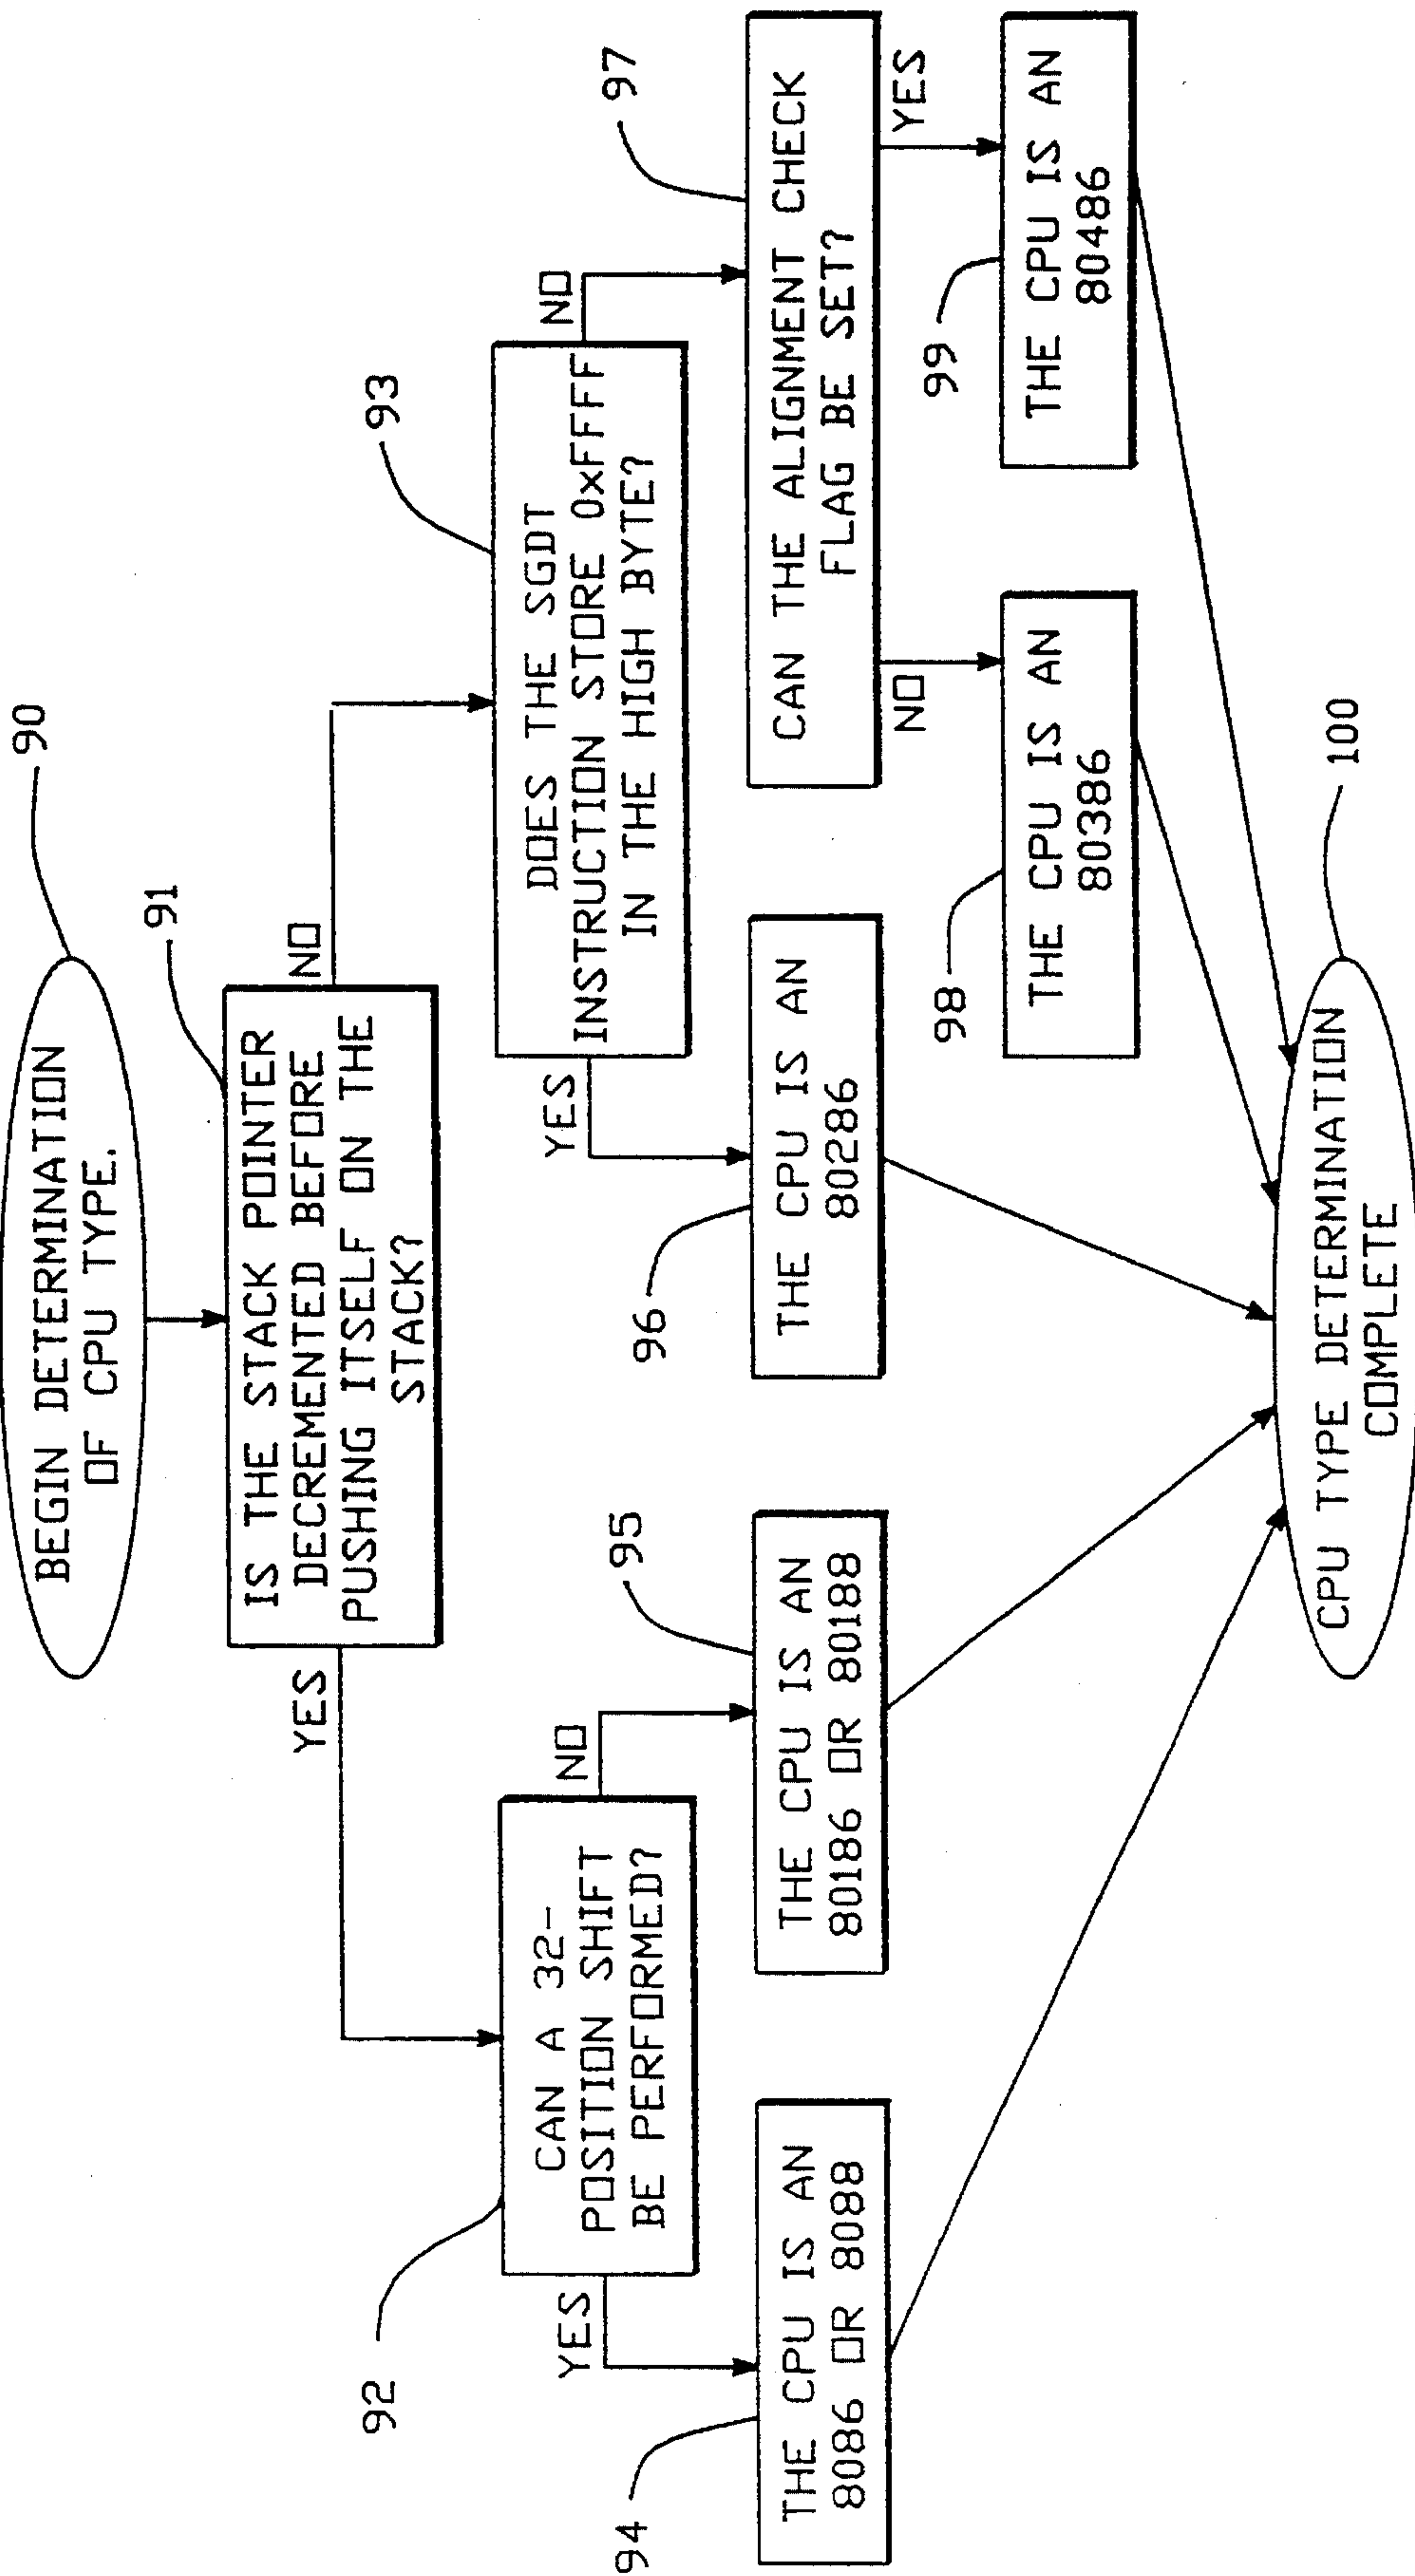 BEGIN DETERMINATION
OF CPU TYPE.
90
91
IS THE STACK POINTER
DECREMENTED BEFORE
PUSHING ITSELF ON THE
STACK?
YES
NO
92
CAN A 32-
POSITION SHIFT
BE PERFORMED?
YES
NO
93
DOES THE SGDT
INSTRUCTION STORE 0xFFFF
IN THE HIGH BYTE?
YES
NO
94
THE CPU IS AN
8086 OR 8088
95
THE CPU IS AN
80186 OR 80188
96
THE CPU IS AN
80286
97
CAN THE ALIGNMENT CHECK
FLAG BE SET?
NO
YES
98
THE CPU IS AN
80386
99
THE CPU IS AN
80486
CPU TYPE DETERMINATION
COMPLETE
100